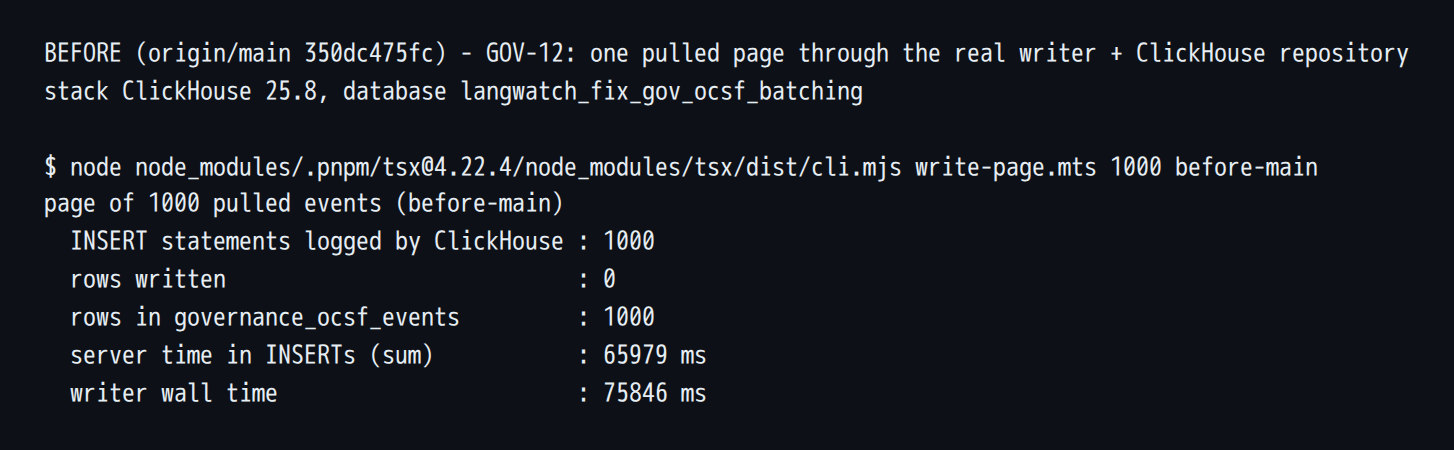 BEFORE (origin/main 350dc475fc) - GOV-12: one pulled page through the real writer + ClickHouse repository
stack ClickHouse 25.8, database langwatch_fix_gov_ocsf_batching
$ node node_modules/.pnpm/tsx@4.22.4/node_modules/tsx/dist/cli.mjs write-page.mts 1000 before-main
page of 1000 pulled events (before-main)
INSERT statements logged by ClickHouse : 1000
rows written : 0
rows in governance_ocsf_events : 1000
server time in INSERTs (sum) : 65979 ms
writer wall time : 75846 ms